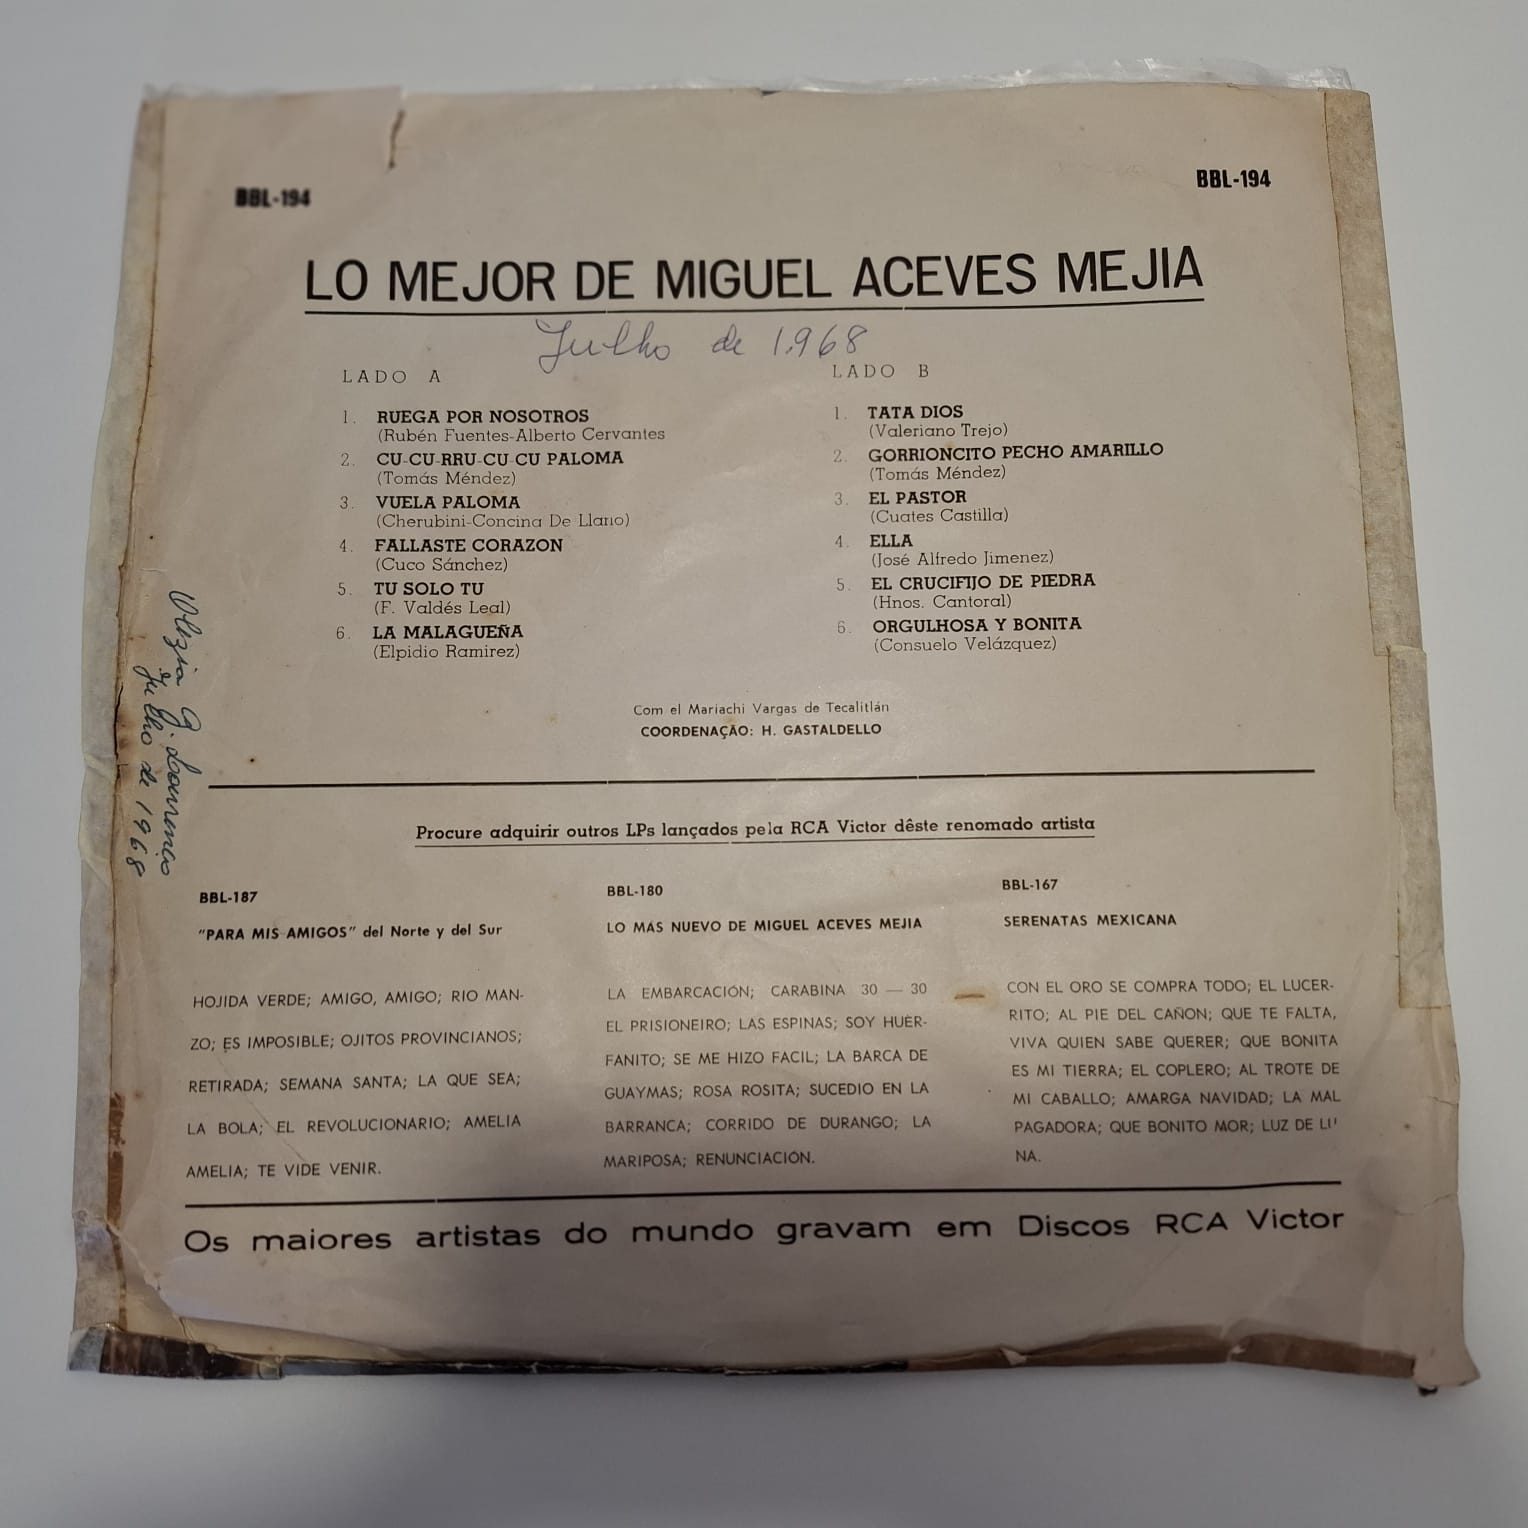 BBL-194
BBL-194
LO MEJOR DE MIGUEL ACEVES MEJIA
Julho de 1.968
LADO A
1. RUEGA POR NOSOTROS
(Rubén Fuentes-Alberto Cervantes
2. CU-CU-RRU-CU-CU PALOMA
(Tomás Méndez)
3. VUELA PALOMA
(Cherubini-Concina De Llano)
4. FALLASTE CORAZON
(Cuco Sánchez)
5. TU SOLO TU
(F. Valdés Leal)
6. LA MALAGUEÑA
(Elpidio Ramirez)
LADO B
1. TATA DIOS
(Valeriano Trejo)
2. GORRIONCITO PECHO AMARILLO
(Tomás Méndez)
3. EL PASTOR
(Cuates Castilla)
4. ELLA
(José Alfredo Jimenez)
5. EL CRUCIFIJO DE PIEDRA
(Hnos. Cantoral)
6. ORGULHOSA Y BONITA
(Consuelo Velázquez)
Julho de 1968
Com el Mariachi Vargas de Tecalitlán
COORDENAÇÃO: H. GASTALDELLO
Procure adquirir outros LPs lançados pela RCA Victor dêste renomado artista
BBL-187
"PARA MIS AMIGOS" del Norte y del Sur
HOJIDA VERDE; AMIGO, AMIGO; RIO MAN-
ZO; ES IMPOSIBLE; OJITOS PROVINCIANOS;
RETIRADA; SEMANA SANTA; LA QUE SEA;
LA BOLA; EL REVOLUCIONARIO; AMELIA
AMELIA; TE VIDE VENIR.
BBL-180
LO MAS NUEVO DE MIGUEL ACEVES MEJIA
LA EMBARCACIÓN; CARABINA 30 — 30
EL PRISIONEIRO; LAS ESPINAS; SOY HUER-
FANITO; SE ME HIZO FACIL; LA BARCA DE
GUAYMAS; ROSA ROSITA; SUCEDIO EN LA
BARRANCA; CORRIDO DE DURANGO; LA
MARIPOSA; RENUNCIACIÓN.
BBL-167
SERENATAS MEXICANA
CON EL ORO SE COMPRA TODO; EL LUCER-
RITO; AL PIE DEL CAÑON; QUE TE FALTA,
VIVA QUIEN SABE QUERER; QUE BONITA
ES MI TIERRA; EL COPLERO; AL TROTE DE
MI CABALLO; AMARGA NAVIDAD; LA MAL
PAGADORA; QUE BONITO MOR; LUZ DE LU
NA.
Os maiores artistas do mundo gravam em Discos RCA Victor